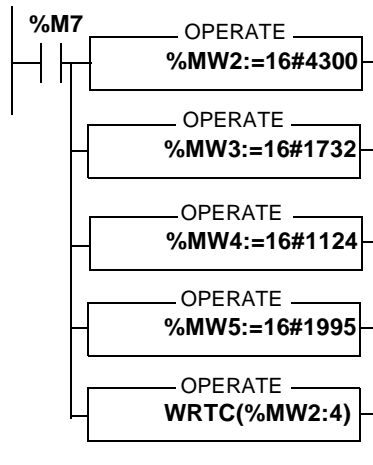 %M7
OPERATE
%MW2:=16#4300
OPERATE
%MW3:=16#1732
OPERATE
%MW4:=16#1124
OPERATE
%MW5:=16#1995
OPERATE
WRTC(%MW2:4)